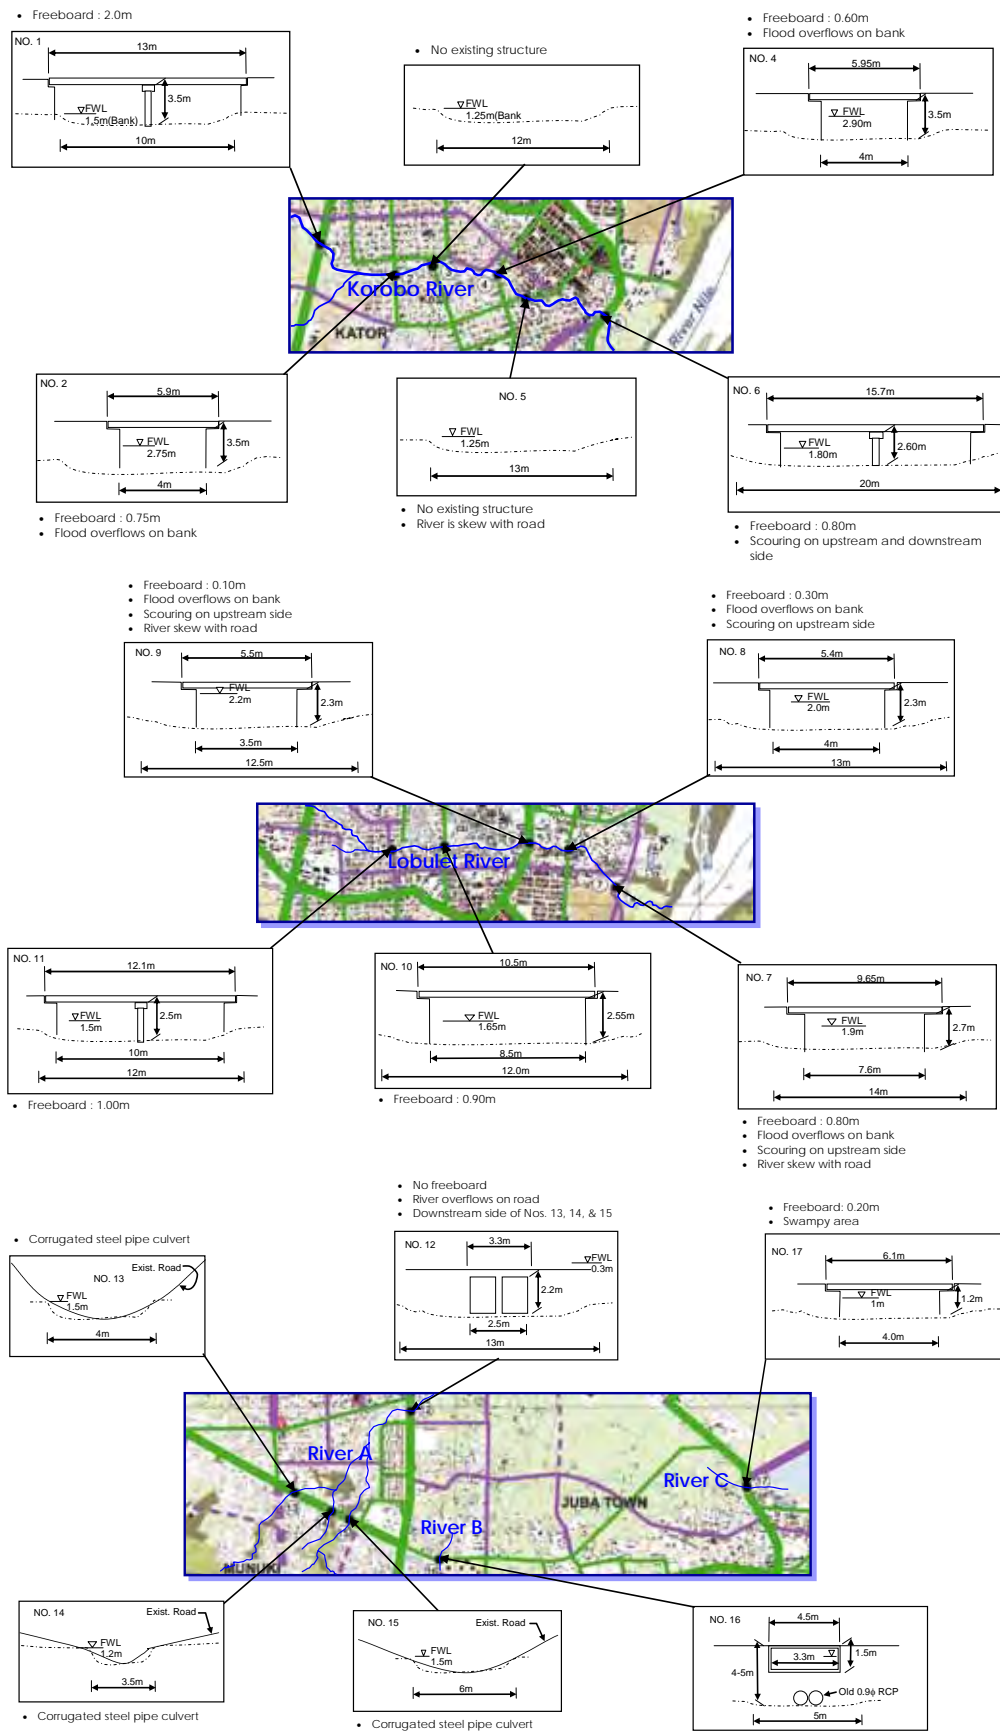 • Freeboard : 2.0m
NO. 1
13m
3.5m
FWL
1.5m(Bank)
10m
• No existing structure
FWL
1.25m(Bank
12m
• Freeboard : 0.60m
• Flood overflows on bank
NO. 4
5.95m
FWL
2.90m
3.5m
4m
Korobo River
KATOR
River Nile
NO. 2
5.9m
FWL
2.75m
3.5m
4m
• Freeboard : 0.75m
• Flood overflows on bank
NO. 5
FWL
1.25m
13m
• No existing structure
• River is skew with road
NO. 6
15.7m
FWL
1.80m
2.60m
20m
• Freeboard : 0.80m
• Scouring on upstream and downstream
side
• Freeboard : 0.10m
• Flood overflows on bank
• Scouring on upstream side
• River skew with road
NO. 9
5.5m
FWL
2.2m
2.3m
3.5m
12.5m
• Freeboard : 0.30m
• Flood overflows on bank
• Scouring on upstream side
NO. 8
5.4m
FWL
2.0m
2.3m
4m
13m
Lobulet River
NO. 11
12.1m
FWL
1.5m
2.5m
10m
12m
• Freeboard : 1.00m
NO. 10
10.5m
FWL
1.65m
2.55m
8.5m
12.0m
• Freeboard : 0.90m
NO. 7
9.65m
FWL
1.9m
2.7m
7.6m
14m
• Freeboard : 0.80m
• Flood overflows on bank
• Scouring on upstream side
• River skew with road
• Corrugated steel pipe culvert
NO. 13
Exist. Road
FWL
1.5m
4m
• No freeboard
• River overflows on road
• Downstream side of Nos. 13, 14, & 15
NO. 12
3.3m
FWL
0.3m
2.2m
2.5m
13m
• Freeboard: 0.20m
• Swampy area
NO. 17
6.1m
FWL
1m
1.2m
4.0m
River A
River B
River C
JUBA TOWN
MUNUKI
NO. 14
Exist. Road
FWL
1.2m
3.5m
• Corrugated steel pipe culvert
NO. 15
Exist. Road
FWL
1.5m
6m
• Corrugated steel pipe culvert
NO. 16
4.5m
3.3m
1.5m
4-5m
Old 0.9ϕ RCP
5m